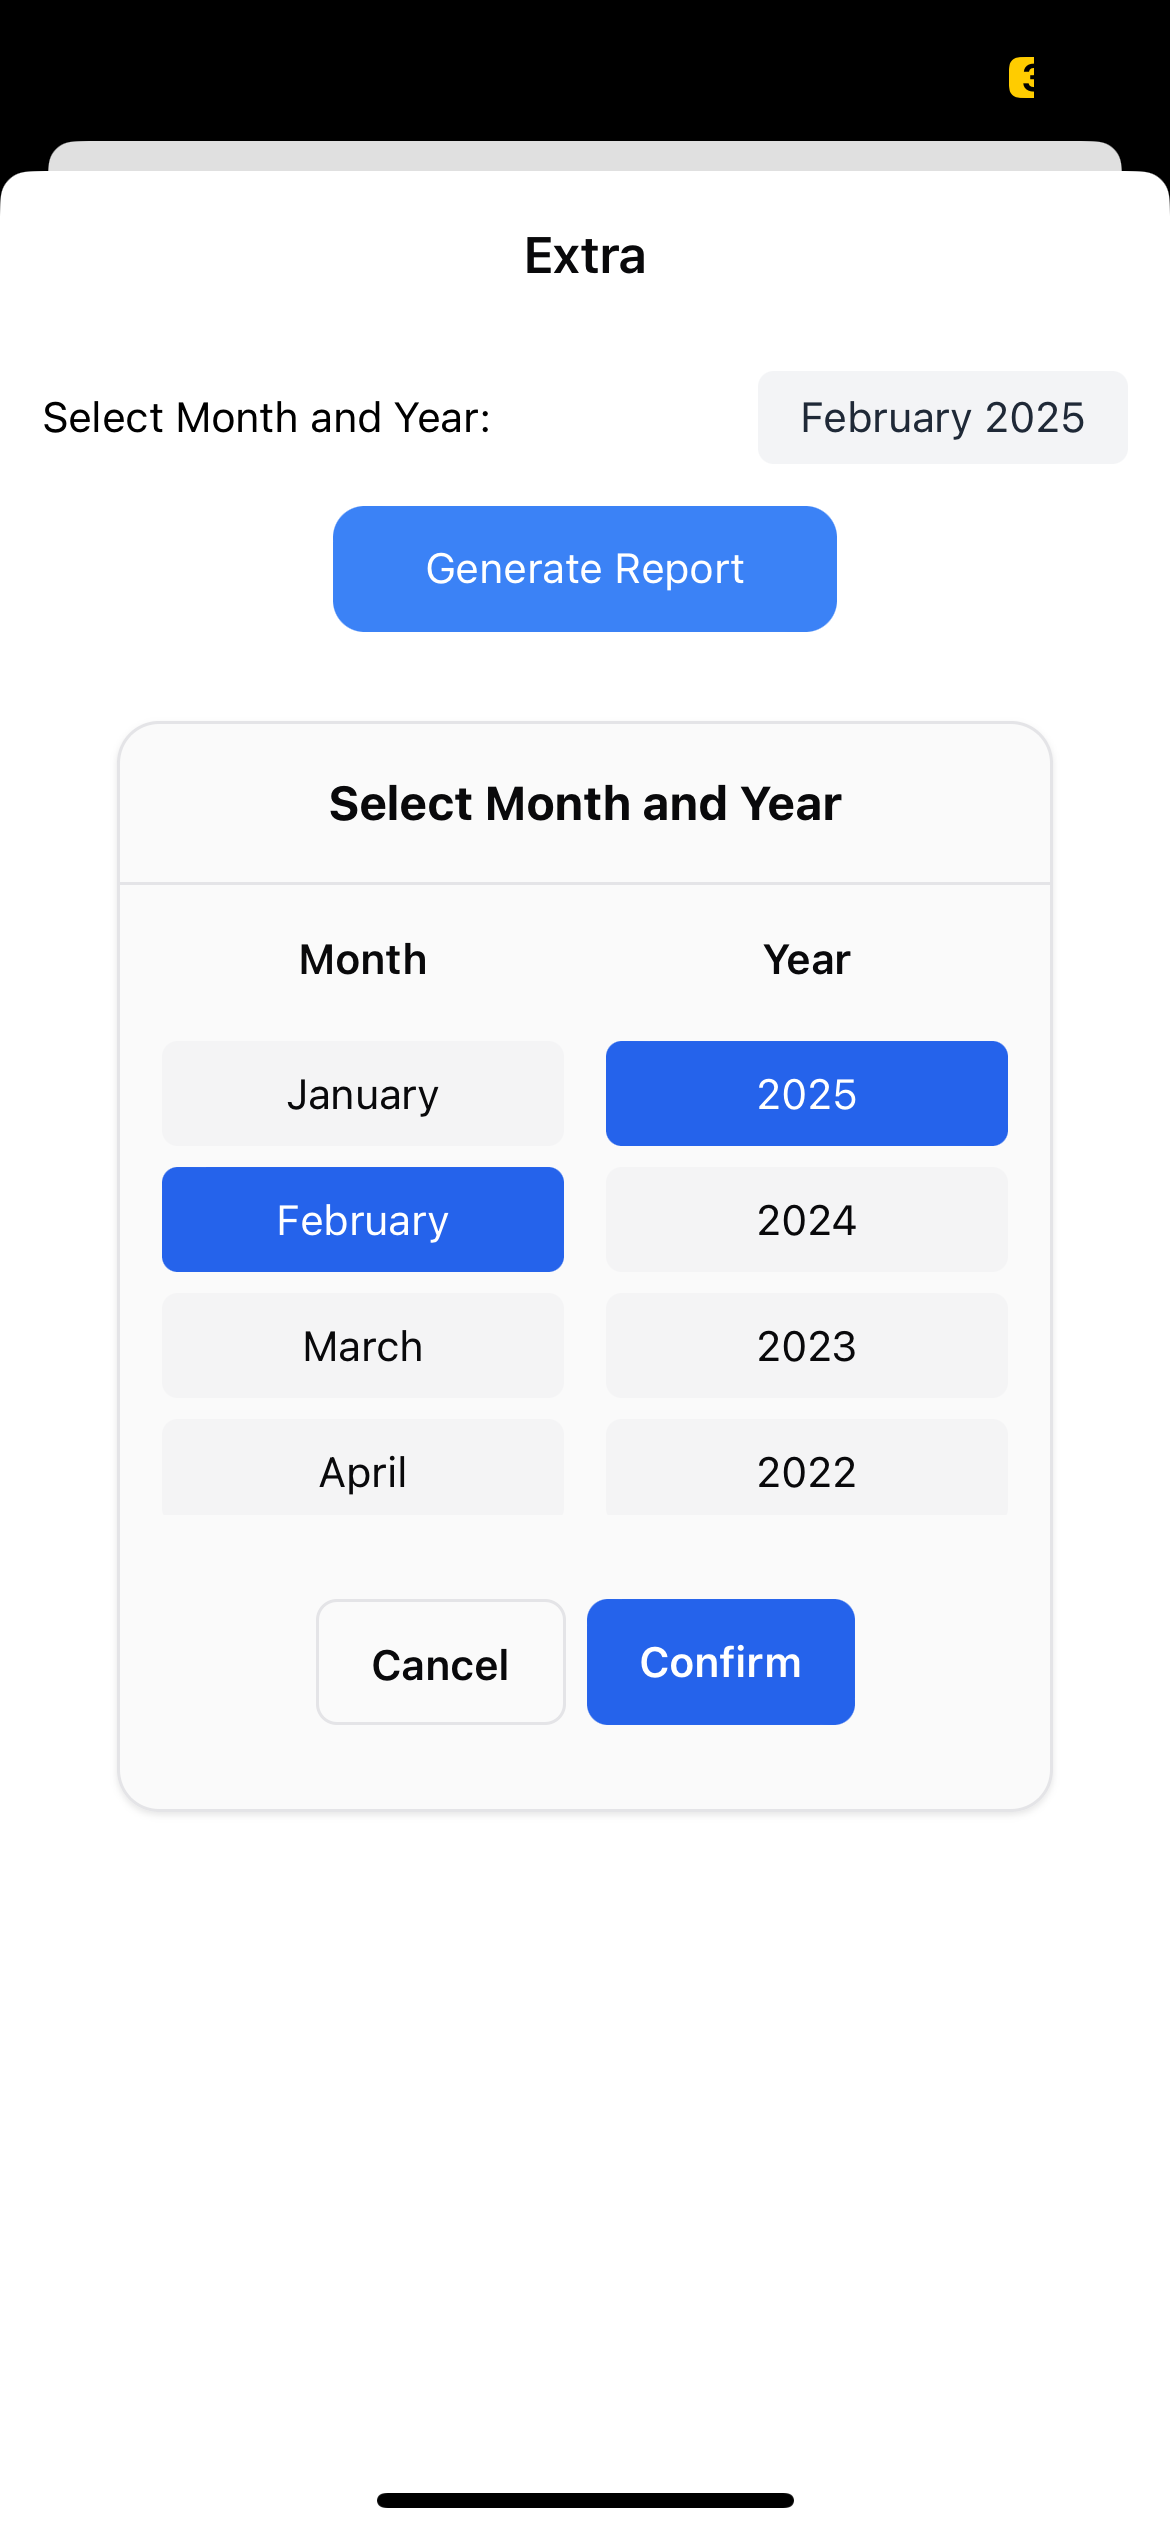 Extra
Select Month and Year:
February 2025
Generate Report
Select Month and Year
Month
Year
January
2025
February
2024
March
2023
April
2022
Cancel
Confirm